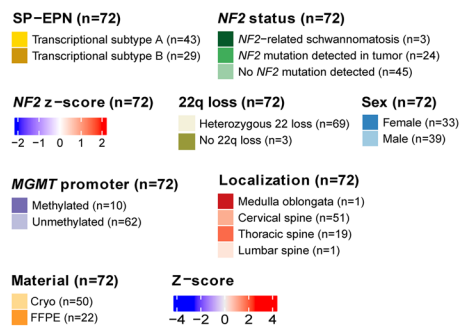 SP-EPN (n=72)
Transcriptional subtype A (n=43)
Transcriptional subtype B (n=29)
NF2 status (n=72)
NF2-related schwannomatosis (n=3)
NF2 mutation detected in tumor (n=24)
No NF2 mutation detected (n=45)
NF2 z-score (n=72)
−2 −1 0 1 2
22q loss (n=72)
Heterozygous 22 loss (n=69)
No 22q loss (n=3)
Sex (n=72)
Female (n=33)
Male (n=39)
MGMT promoter (n=72)
Methylated (n=10)
Unmethylated (n=62)
Localization (n=72)
Medulla oblongata (n=1)
Cervical spine (n=51)
Thoracic spine (n=19)
Lumbar spine (n=1)
Material (n=72)
Cryo (n=50)
FFPE (n=22)
Z−score
−4 −2 0 2 4